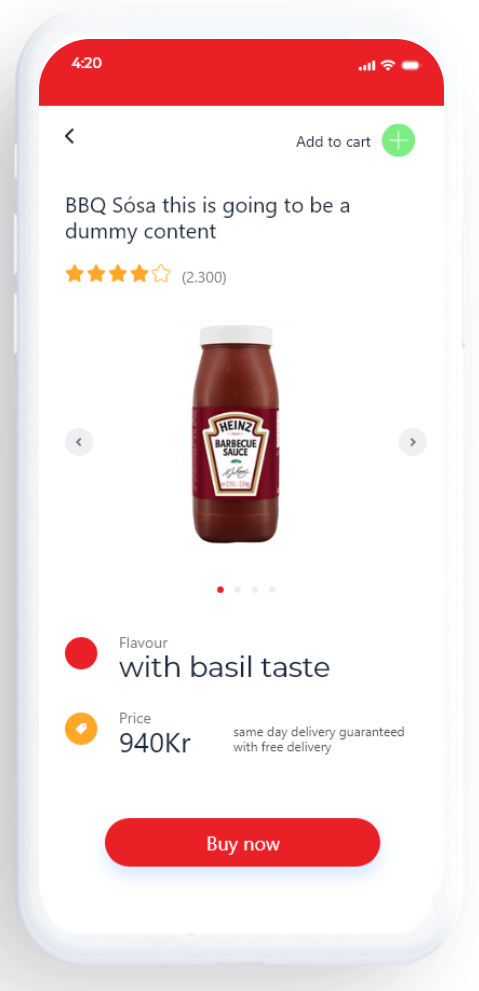 4:20
Add to cart
BBQ Sósa this is going to be a
dummy content
(2.300)
HEINZ
BARBECUE
SAUCE
Flavour
with basil taste
Price
940Kr
same day delivery guaranteed
with free delivery
Buy now